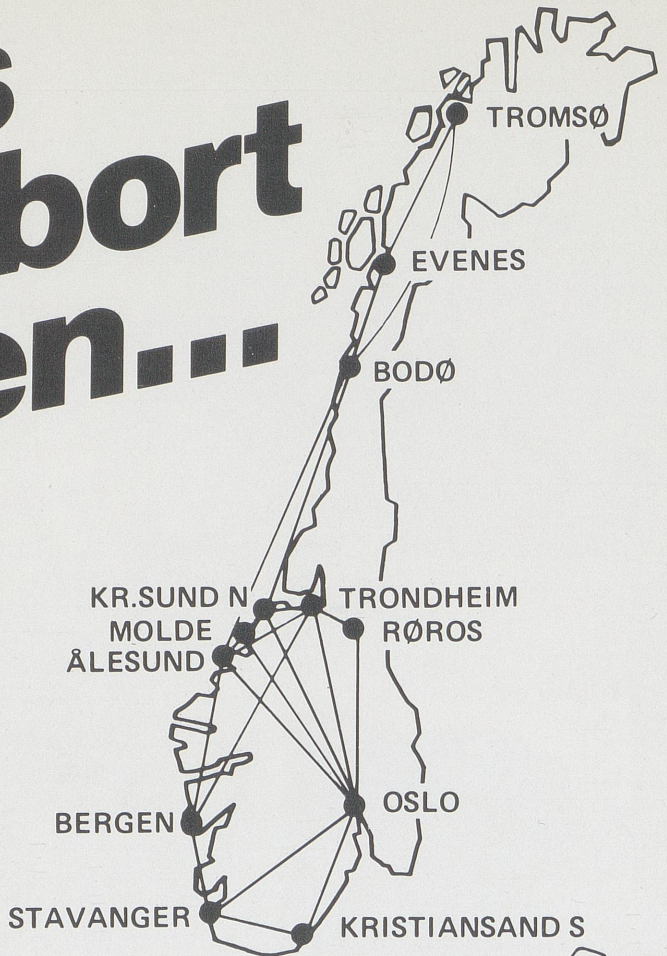 s
bort
en...
TROMSØ
EVENES
BODØ
KR.SUND N
TRONDHEIM
MOLDE
RØROS
ÅLESUND
OSLO
BERGEN
STAVANGER
KRISTIANSAND S